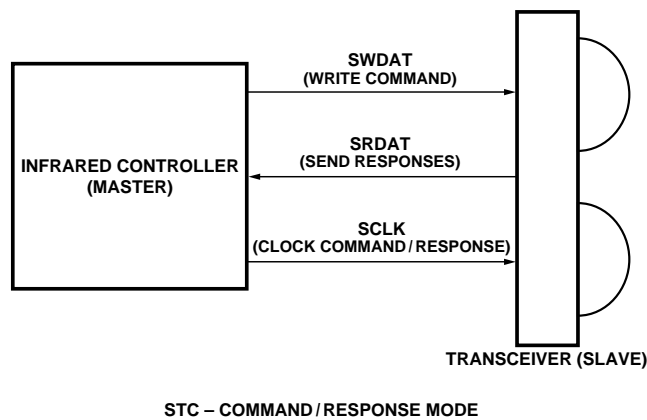 SWDAT
(WRITE COMMAND)
SRDAT
(SEND RESPONSES)
INFRARED CONTROLLER
(MASTER)
SCLK
(CLOCK COMMAND/RESPONSE)
TRANSCEIVER (SLAVE)
STC – COMMAND/RESPONSE MODE